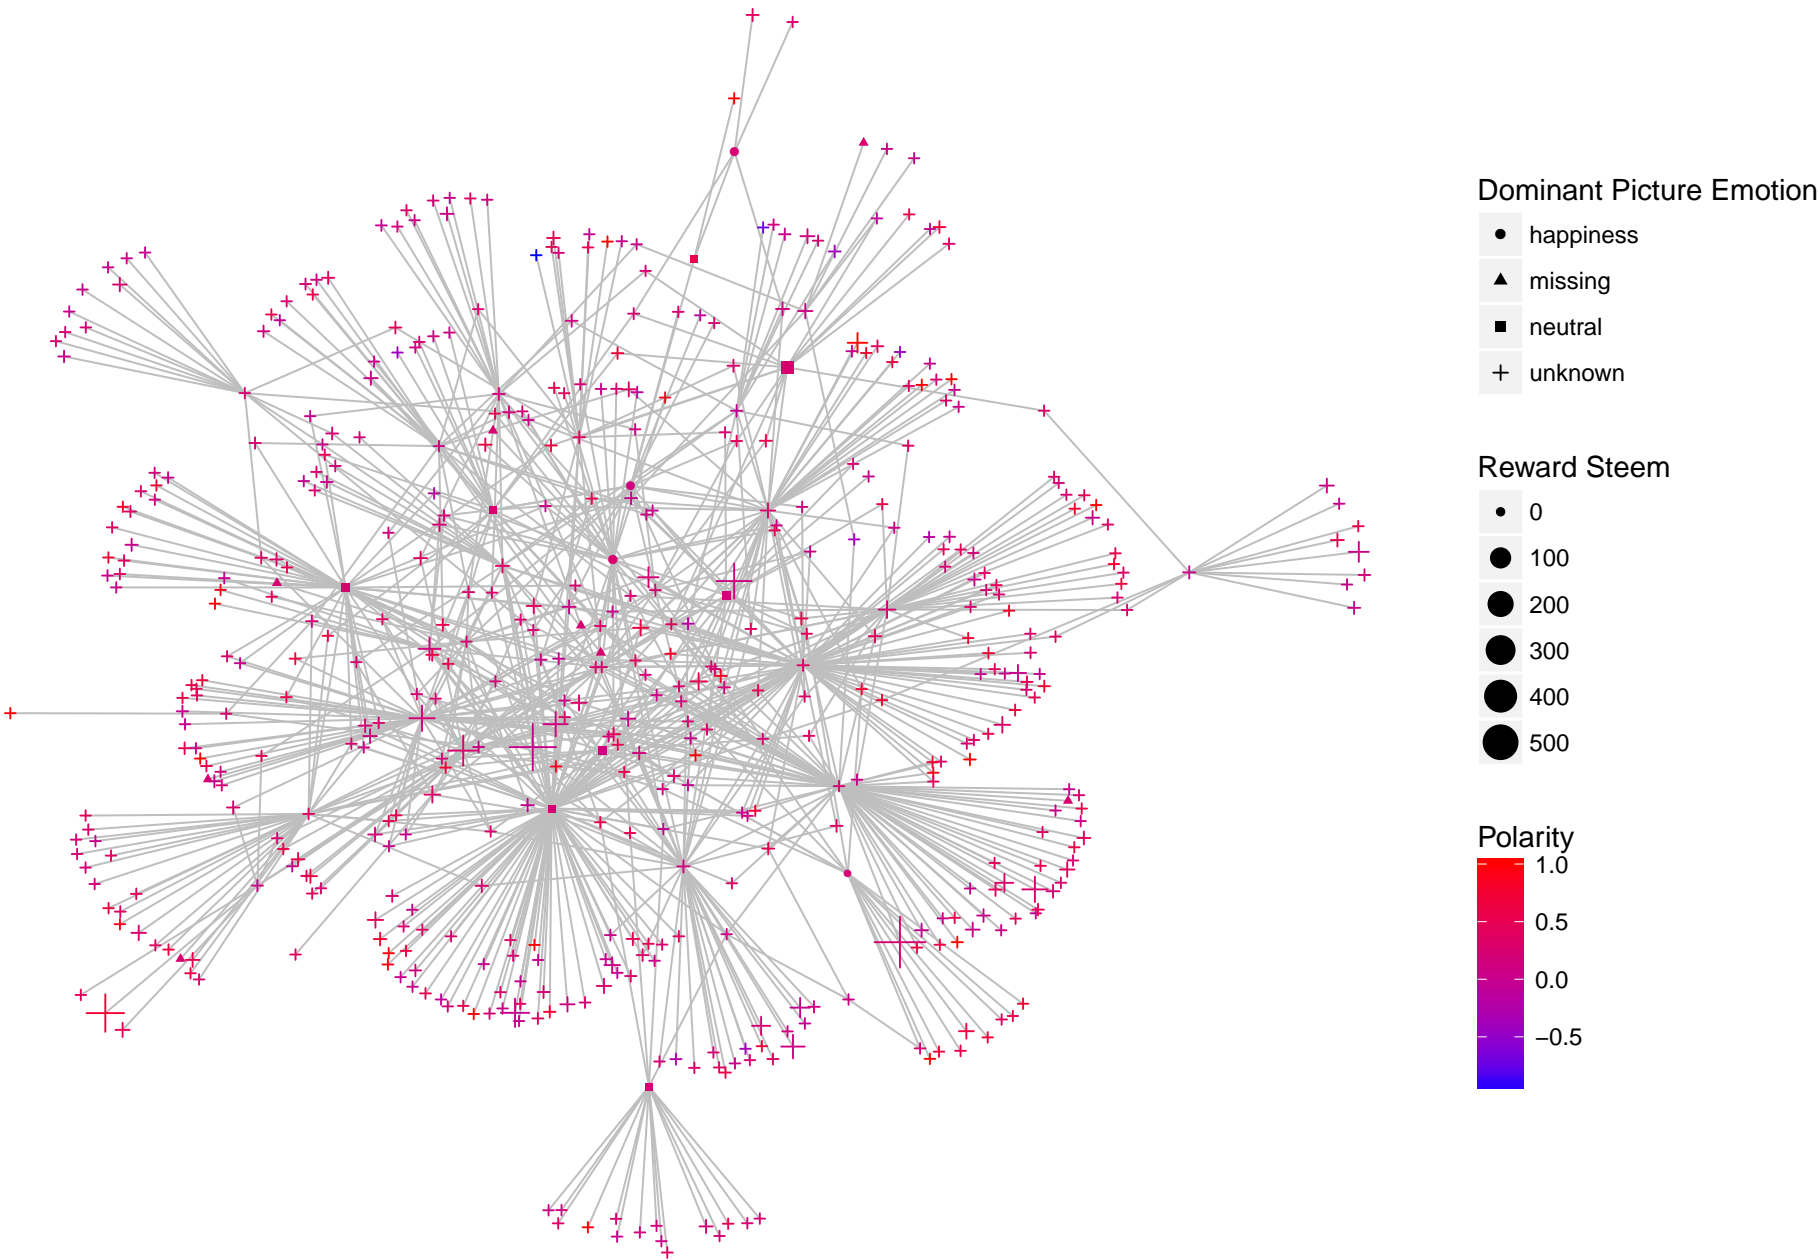 Dominant Picture Emotion
happiness
missing
neutral
unknown
Reward Steem
0
100
200
300
400
500
Polarity
1.0
0.5
0.0
−0.5